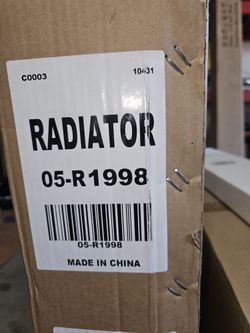 C0003 10-31
RADIATOR
05-R1998
05-R1998
MADE IN CHINA